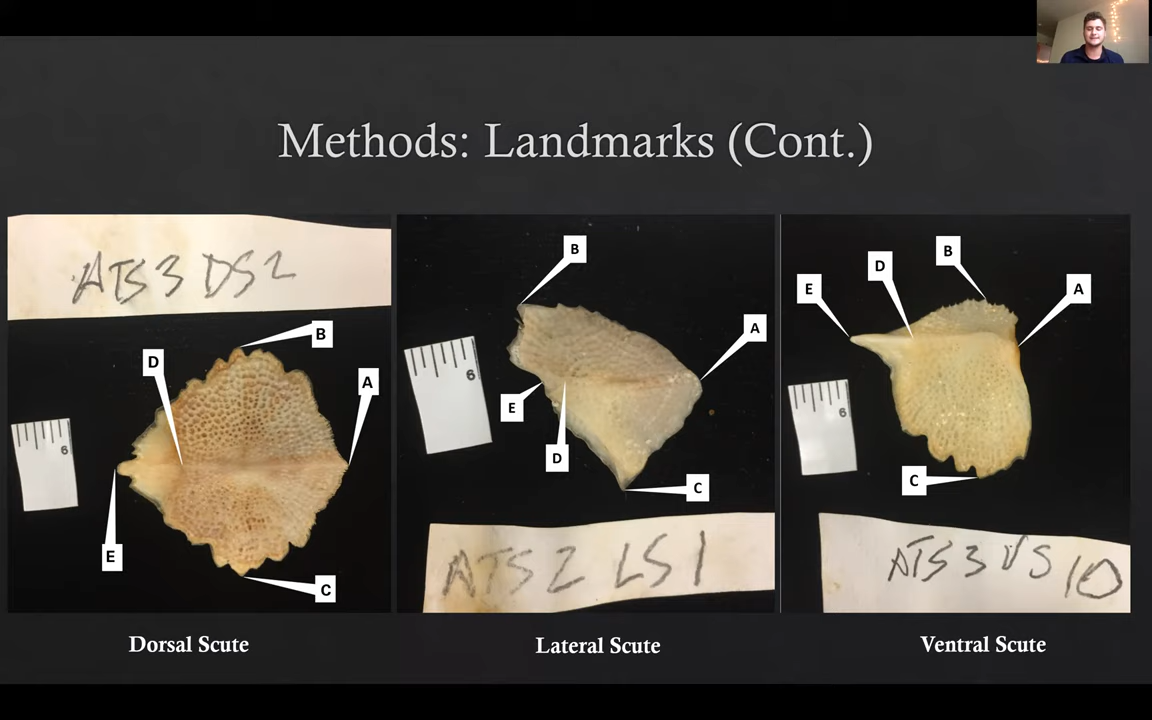 Methods: Landmarks (Cont.)
ATS3 DS2
B
D
A
6
E
C
Dorsal Scute
B
A
6
E
D
C
ATS2 LS1
Lateral Scute
B
D
E
A
6
C
ATS3 VS10
Ventral Scute